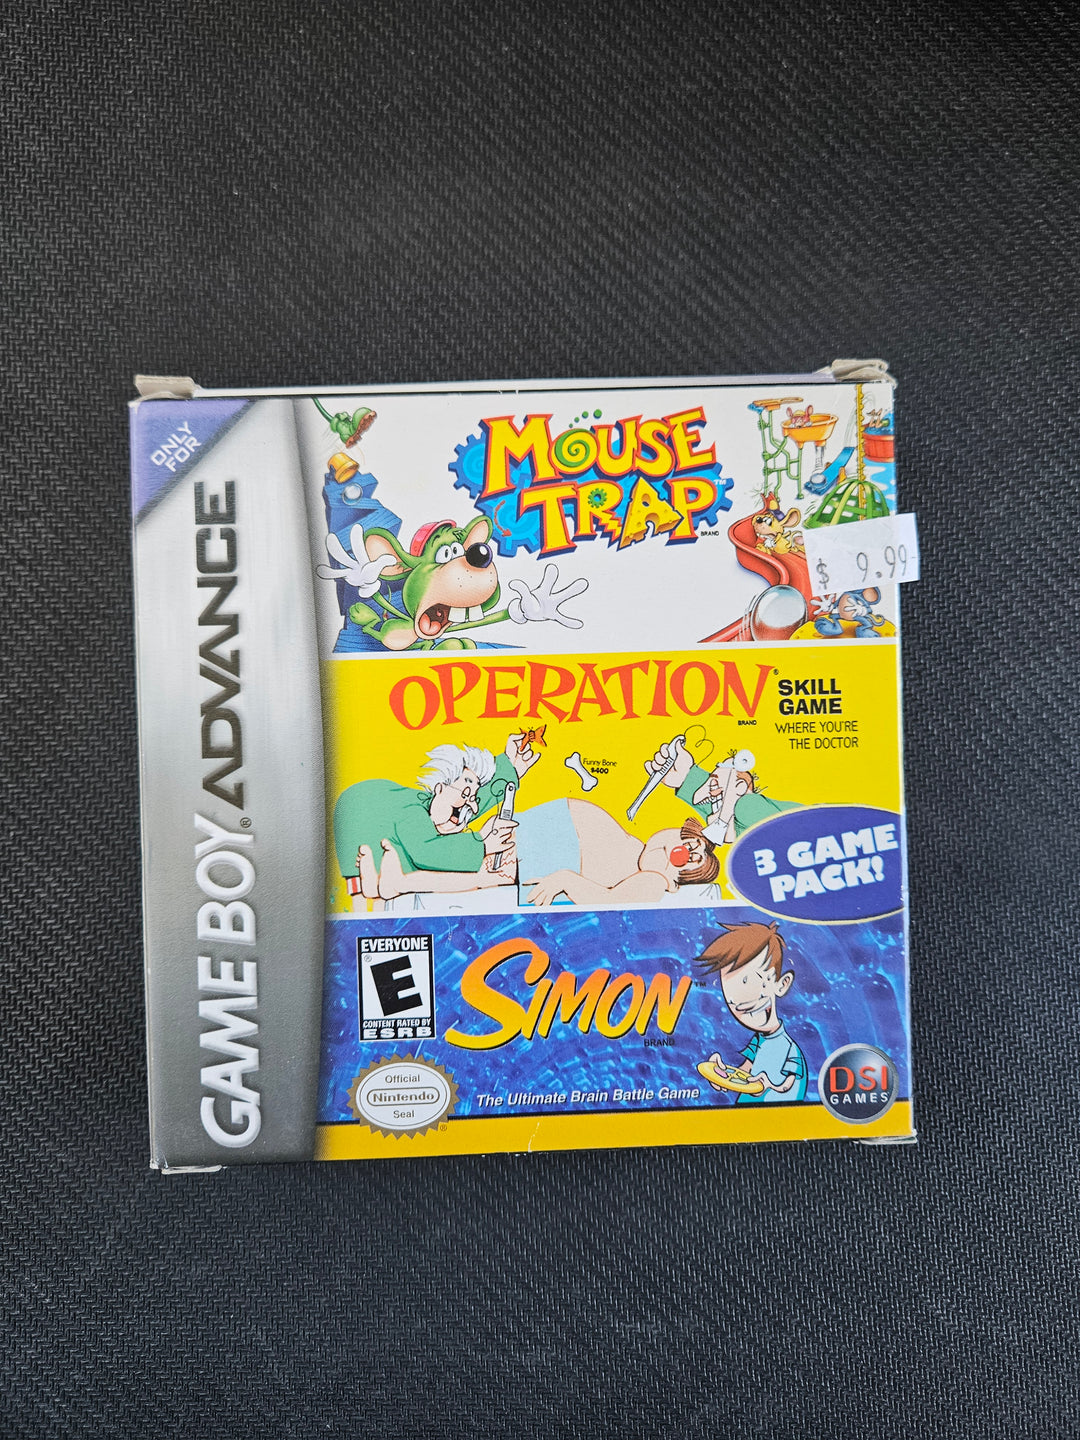 ONLY
FOR
GAME BOY® ADVANCE
MOUSE
TRAP™
BRAND
$ 9.99
OPERATION®
BRAND
SKILL
GAME
WHERE YOU'RE
THE DOCTOR
Funny Bone
$400
3 GAME
PACK!
EVERYONE
E
®
CONTENT RATED BY
ESRB
SIMON™
BRAND
The Ultimate Brain Battle Game
Official
Nintendo
Seal
®
DSI
GAMES